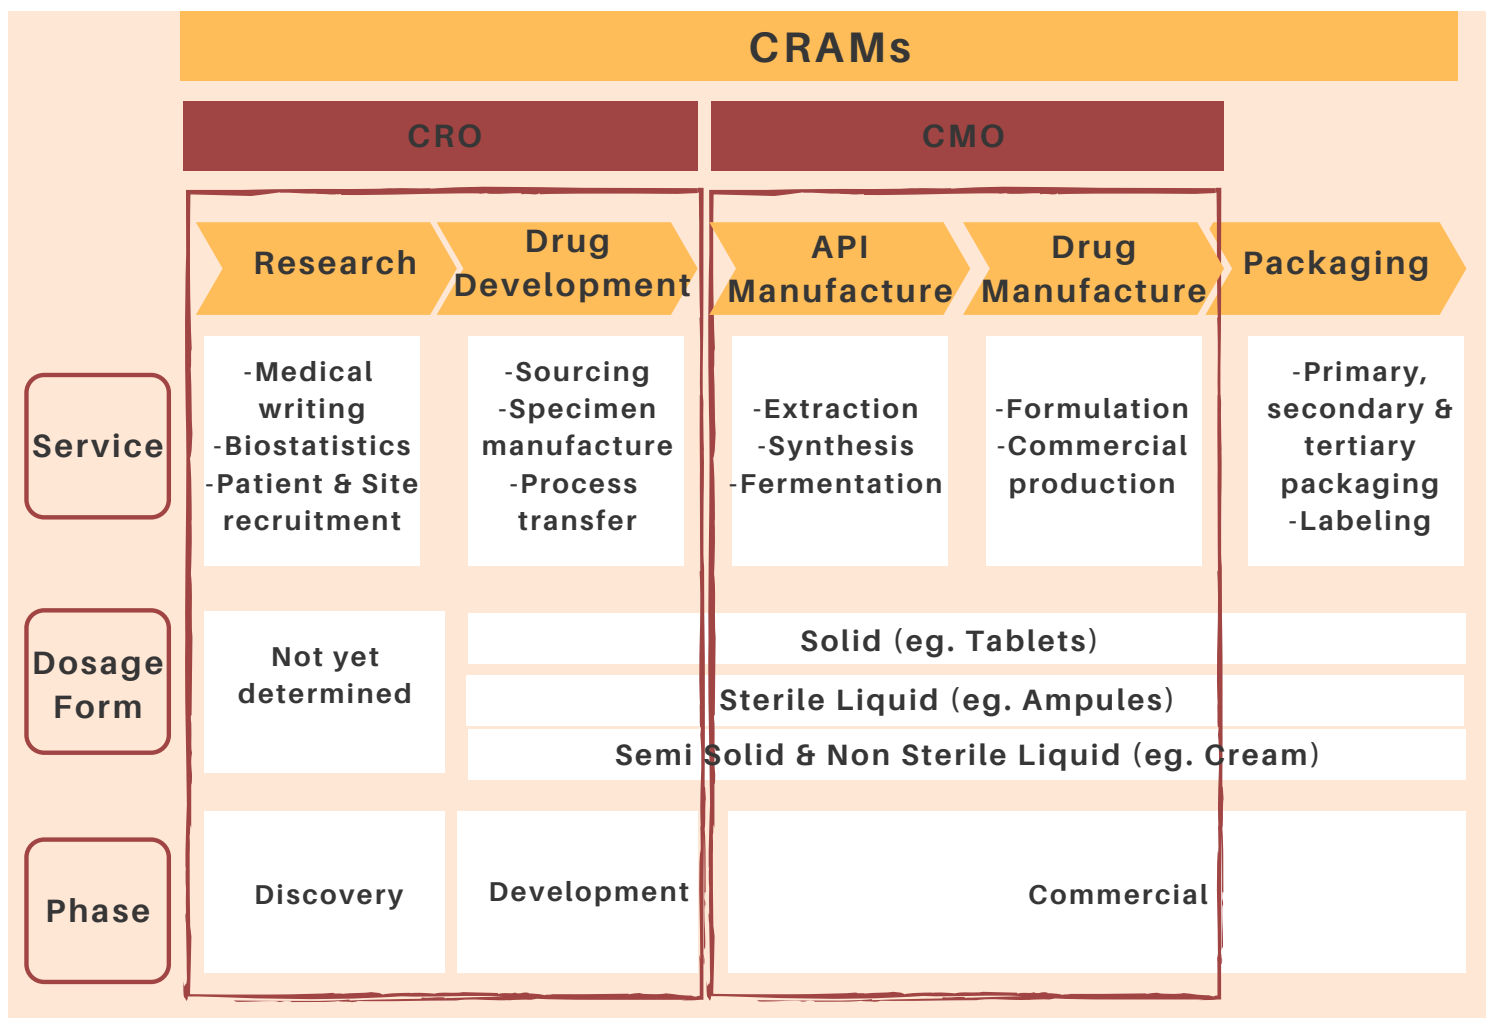 CRAMs
CRO
CMO
Research
Drug
Development
API
Manufacture
Drug
Manufacture
Packaging
Service
-Medical
writing
-Biostatistics
-Patient & Site
recruitment
-Sourcing
-Specimen
manufacture
-Process
transfer
-Extraction
-Synthesis
-Fermentation
-Formulation
-Commercial
production
-Primary,
secondary &
tertiary
packaging
-Labeling
Dosage
Form
Not yet
determined
Solid (eg. Tablets)
Sterile Liquid (eg. Ampules)
Semi Solid & Non Sterile Liquid (eg. Cream)
Phase
Discovery
Development
Commercial